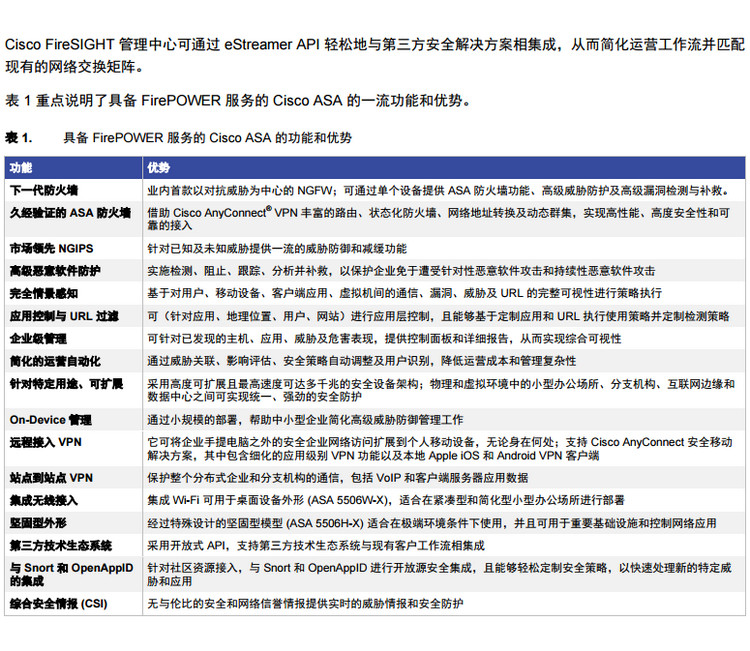 Cisco FireSIGHT 管理中心可通过 eStreamer API 轻松地与第三方安全解决方案相集成，从而简化运营工作流并匹配
现有的网络交换矩阵。
表 1 重点说明了具备 FirePOWER 服务的 Cisco ASA 的一流功能和优势。
表 1. 具备 FirePOWER 服务的 Cisco ASA 的功能和优势
功能 优势
下一代防火墙 业内首款以对抗威胁为中心的 NGFW；可通过单个设备提供 ASA 防火墙功能、高级威胁防护及高级漏洞检测与补救。
久经验证的 ASA 防火墙 借助 Cisco AnyConnect® VPN 丰富的路由、状态化防火墙、网络地址转换及动态群集，实现高性能、高度安全性和可
靠的接入
市场领先 NGIPS 针对已知及未知威胁提供一流的威胁防御和减缓功能
高级恶意软件防护 实施检测、阻止、跟踪、分析并补救，以保护企业免于遭受针对性恶意软件攻击和持续性恶意软件攻击
完全情景感知 基于对用户、移动设备、客户端应用、虚拟机间的通信、漏洞、威胁及 URL 的完整可视性进行策略执行
应用控制与 URL 过滤 可（针对应用、地理位置、用户、网站）进行应用层控制，且能够基于定制应用和 URL 执行使用策略并定制检测策略
企业级管理 可针对已发现的主机、应用、威胁及危害表现，提供控制面板和详细报告，从而实现综合可视性
简化的运营自动化 通过威胁关联、影响评估、安全策略自动调整及用户识别，降低运营成本和管理复杂性
针对特定用途、可扩展 采用高度可扩展且最高速度可达多千兆的安全设备架构；物理和虚拟环境中的小型办公场所、分支机构、互联网边缘和
数据中心之间可实现统一、强劲的安全防护
On-Device 管理 通过小规模的部署，帮助中小型企业简化高级威胁防御管理工作
远程接入 VPN 它可将企业手提电脑之外的安全企业网络访问扩展到个人移动设备，无论身在何处；支持 Cisco AnyConnect 安全移动
解决方案，其中包含细化的应用级别 VPN 功能以及本地 Apple iOS 和 Android VPN 客户端
站点到站点 VPN 保护整个分布式企业和分支机构的通信，包括 VoIP 和客户端服务器应用数据
集成无线接入 集成 Wi-Fi 可用于桌面设备外形 (ASA 5506W-X)，适合在紧凑型和简化型小型办公场所进行部署
坚固型外形 经过特殊设计的坚固型模型 (ASA 5506H-X) 适合在极端环境条件下使用，并且可用于重要基础设施和控制网络应用
第三方技术生态系统 采用开放式 API，支持第三方技术生态系统与现有客户工作流相集成
与 Snort 和 OpenAppID 针对社区资源接入，与 Snort 和 OpenAppID 进行开放源安全集成，且能够轻松定制安全策略，以快速处理新的特定威
的集成 胁和应用
综合安全情报 (CSI) 无与伦比的安全和网络信誉情报提供实时的威胁情报和安全防护